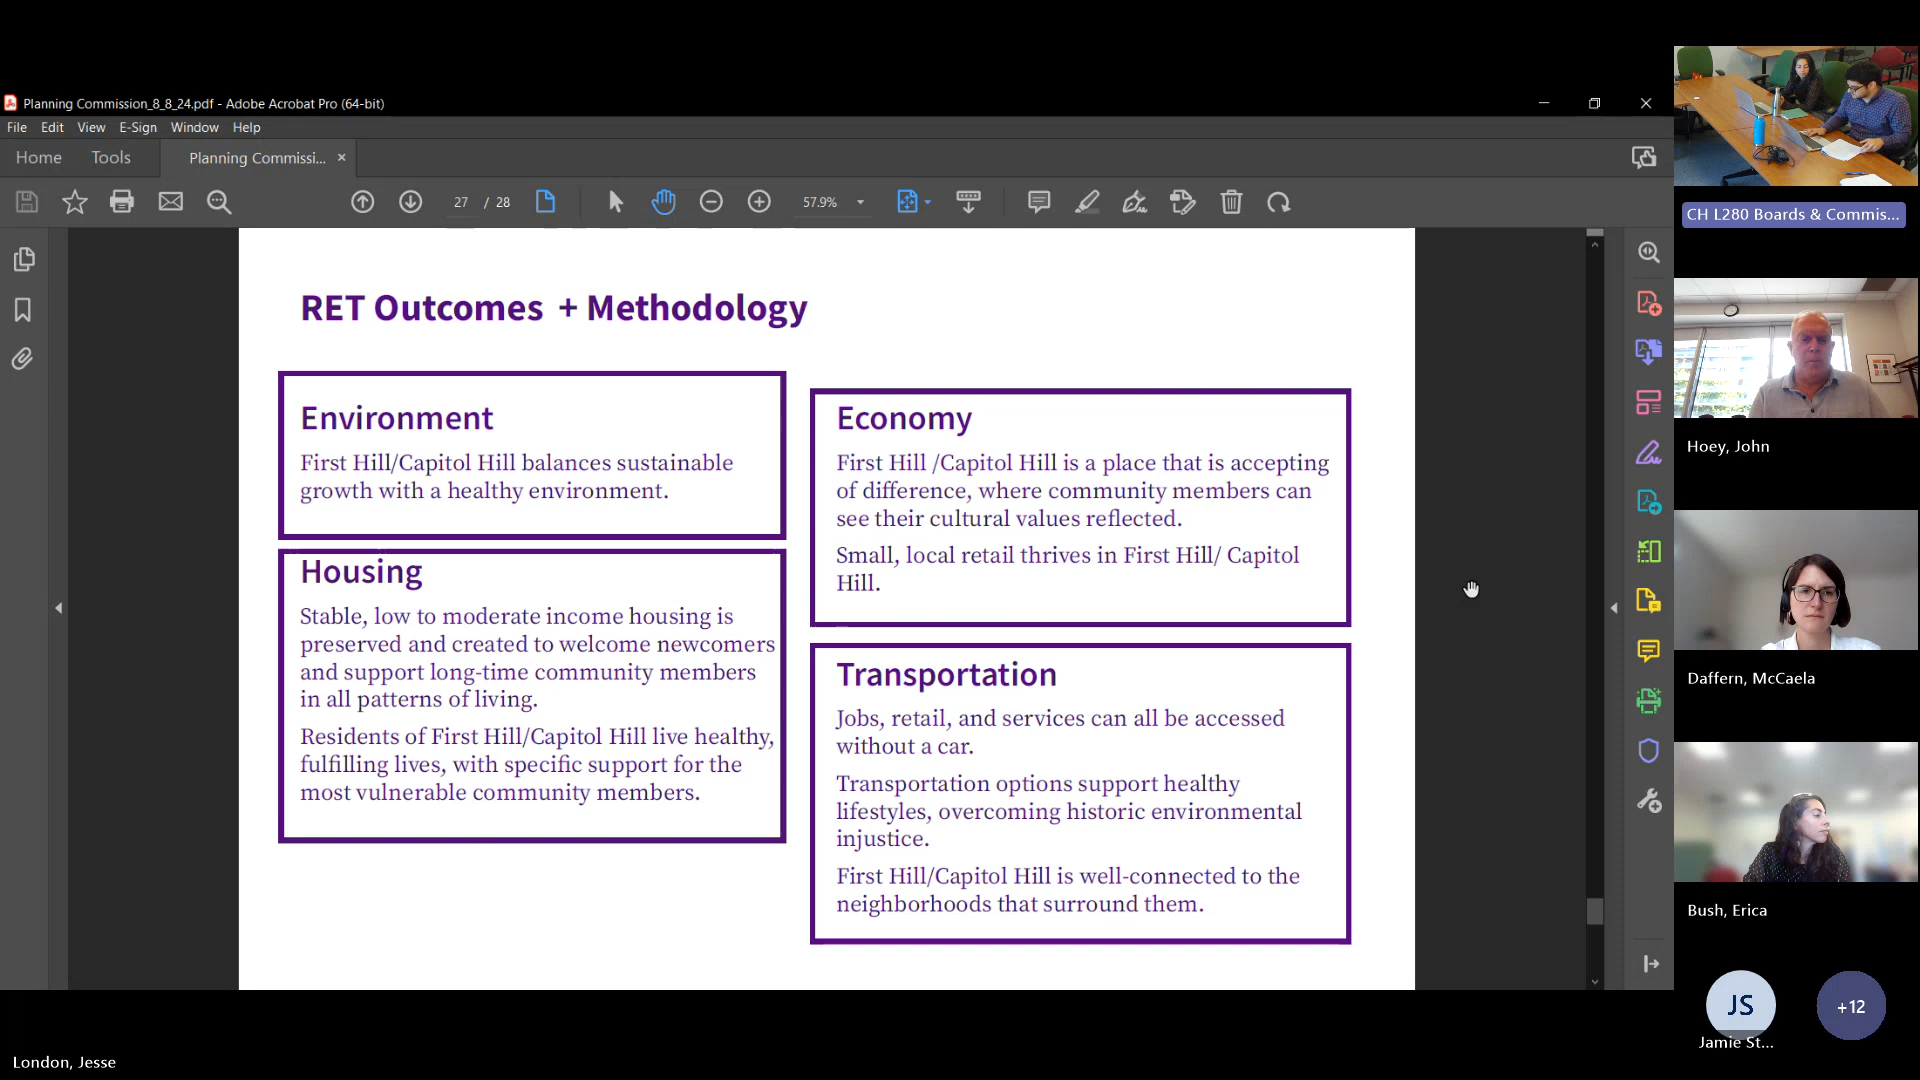 Planning Commission_8_8_24.pdf - Adobe Acrobat Pro (64-bit)
File Edit View E-Sign Window Help
Home Tools Planning Commissi... ×
27 / 28 57.9%
RET Outcomes + Methodology
Environment
First Hill/Capitol Hill balances sustainable
growth with a healthy environment.
Housing
Stable, low to moderate income housing is
preserved and created to welcome newcomers
and support long-time community members
in all patterns of living.
Residents of First Hill/Capitol Hill live healthy,
fulfilling lives, with specific support for the
most vulnerable community members.
Economy
First Hill /Capitol Hill is a place that is accepting
of difference, where community members can
see their cultural values reflected.
Small, local retail thrives in First Hill/ Capitol
Hill.
Transportation
Jobs, retail, and services can all be accessed
without a car.
Transportation options support healthy
lifestyles, overcoming historic environmental
injustice.
First Hill/Capitol Hill is well-connected to the
neighborhoods that surround them.
CH L280 Boards & Commis...
Hoey, John
Daffern, McCaela
Bush, Erica
JS
+12
Jamie St...
London, Jesse